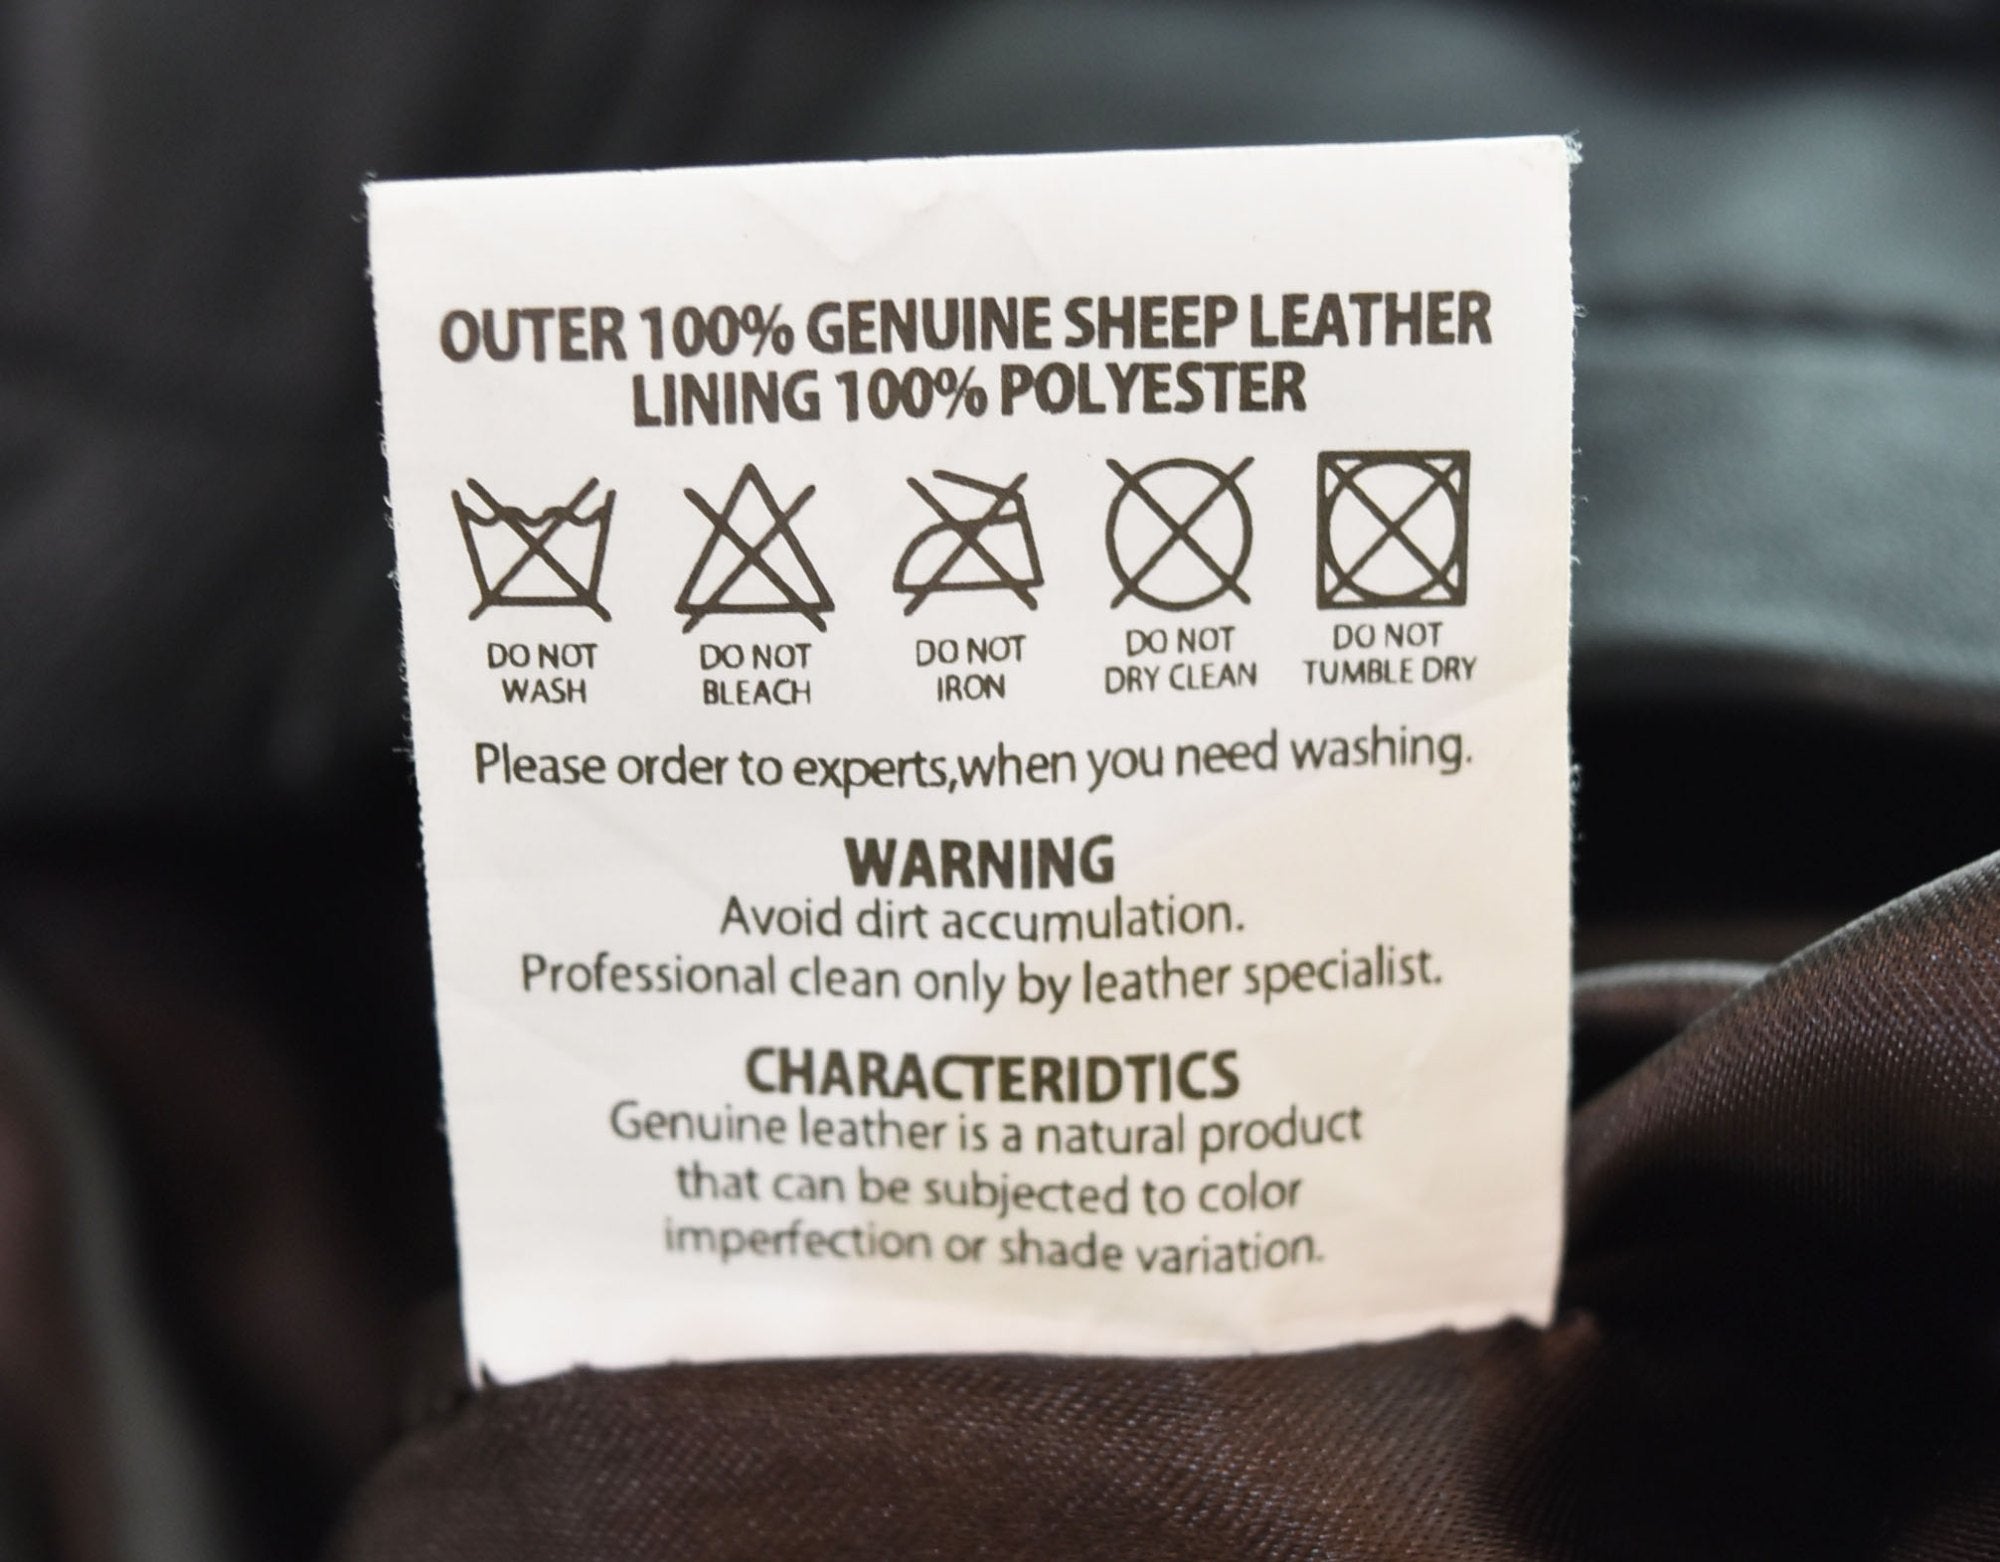 OUTER 100% GENUINE SHEEP LEATHER
LINING 100% POLYESTER
DO NOT WASH
DO NOT BLEACH
DO NOT IRON
DO NOT DRY CLEAN
DO NOT TUMBLE DRY
Please order to experts,when you need washing.
WARNING
Avoid dirt accumulation.
Professional clean only by leather specialist.
CHARACTERIDTICS
Genuine leather is a natural product
that can be subjected to color
imperfection or shade variation.